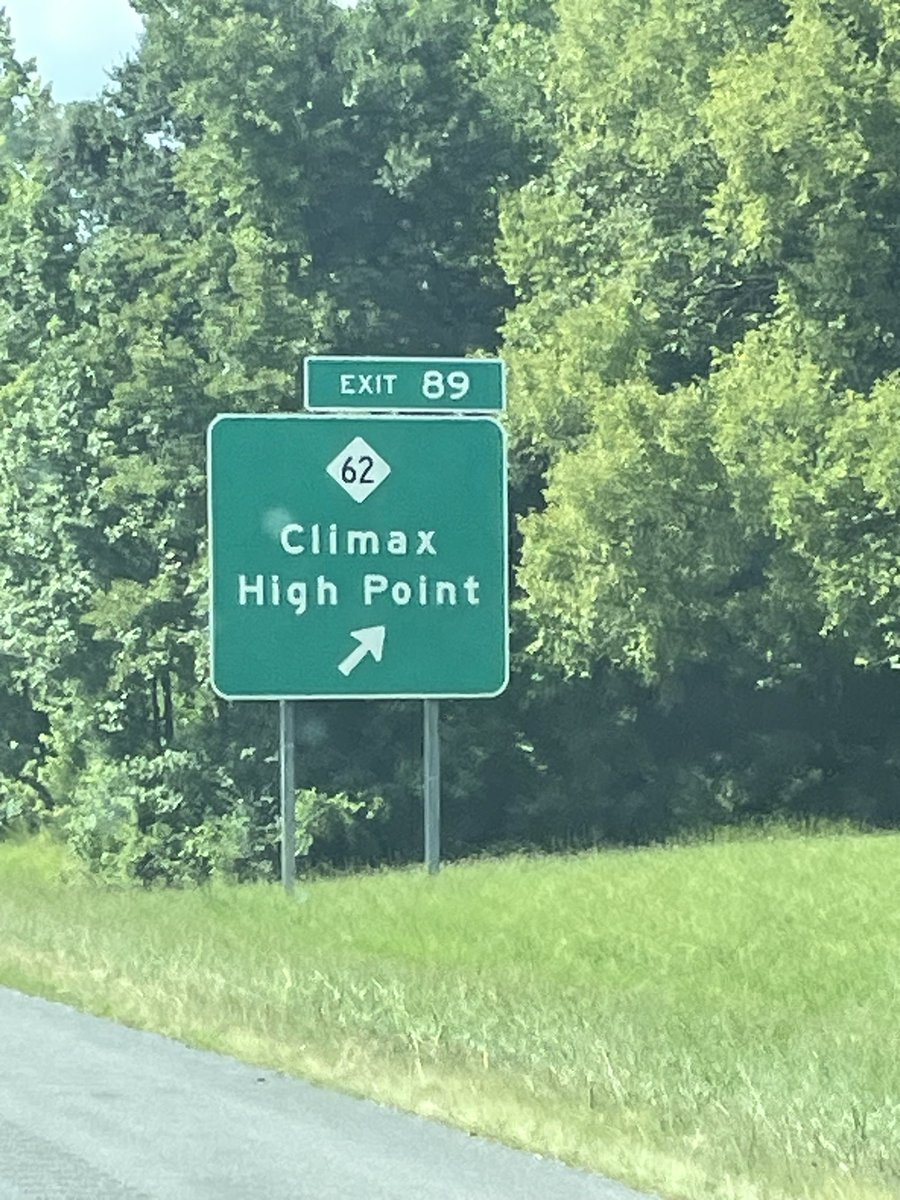 EXIT 89
62
Climax
High Point